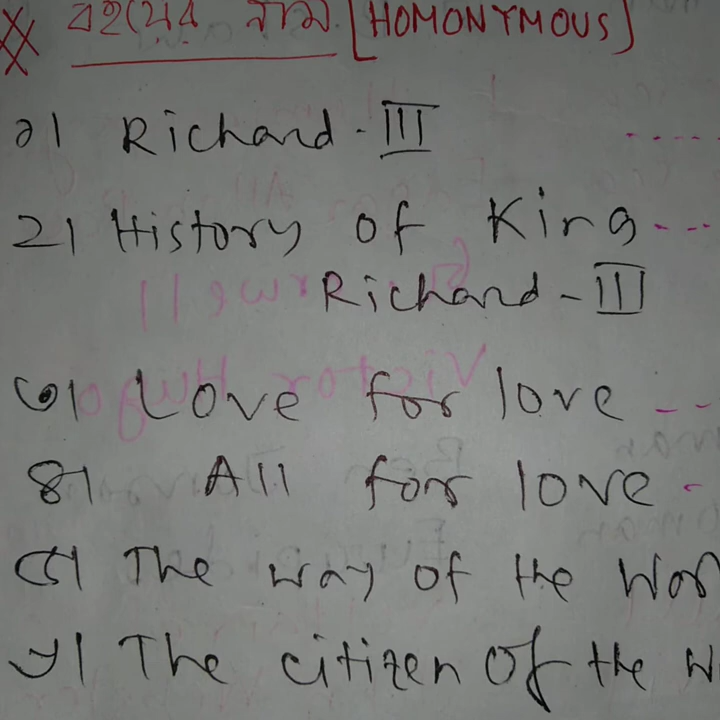 বইয়ের নাম [HOMONYMOUS]
১। Richard-III .....
২। History of King ---
Richard-III
৩। Love for love --
৪। All for love -
৫। The way of the
৬। The citizen of the